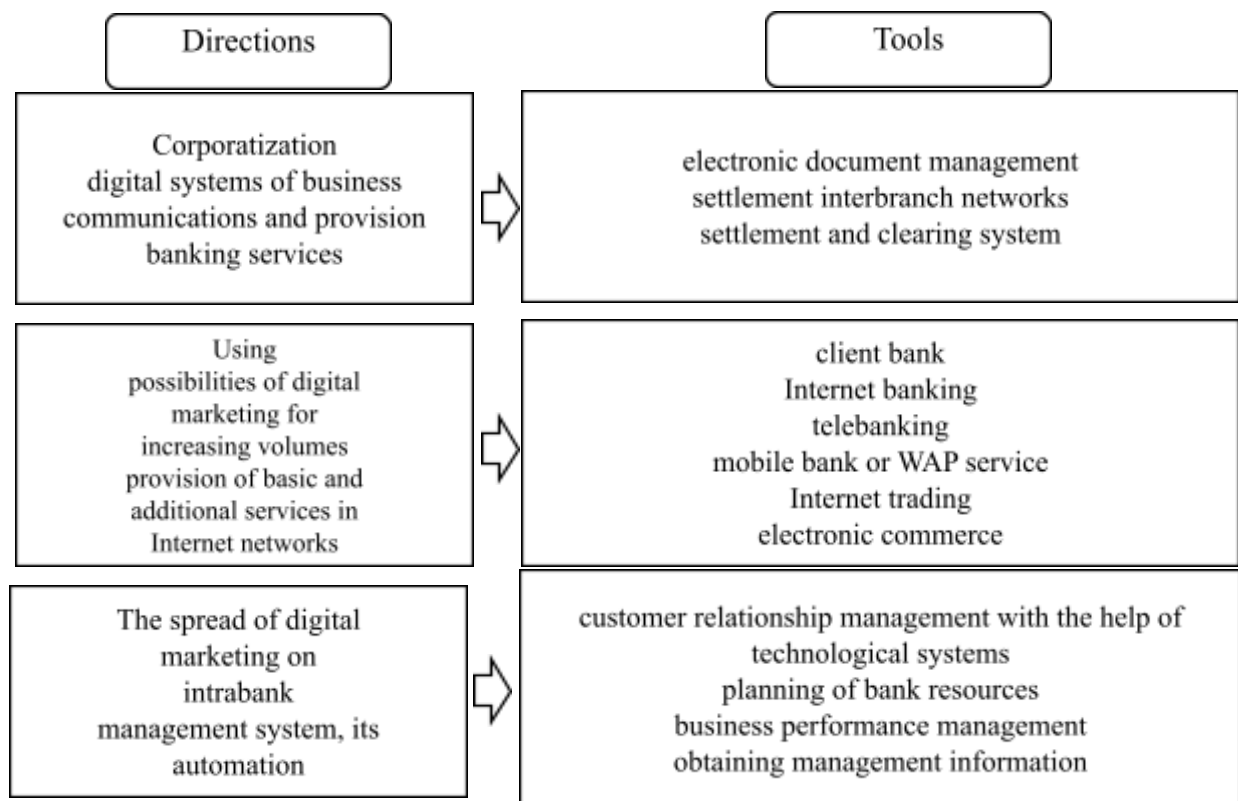 Directions
Tools
Corporatization
digital systems of business
communications and provision
banking services
electronic document management
settlement interbranch networks
settlement and clearing system
Using
possibilities of digital
marketing for
increasing volumes
provision of basic and
additional services in
Internet networks
client bank
Internet banking
telebanking
mobile bank or WAP service
Internet trading
electronic commerce
The spread of digital
marketing on
intrabank
management system, its
automation
customer relationship management with the help of
technological systems
planning of bank resources
business performance management
obtaining management information